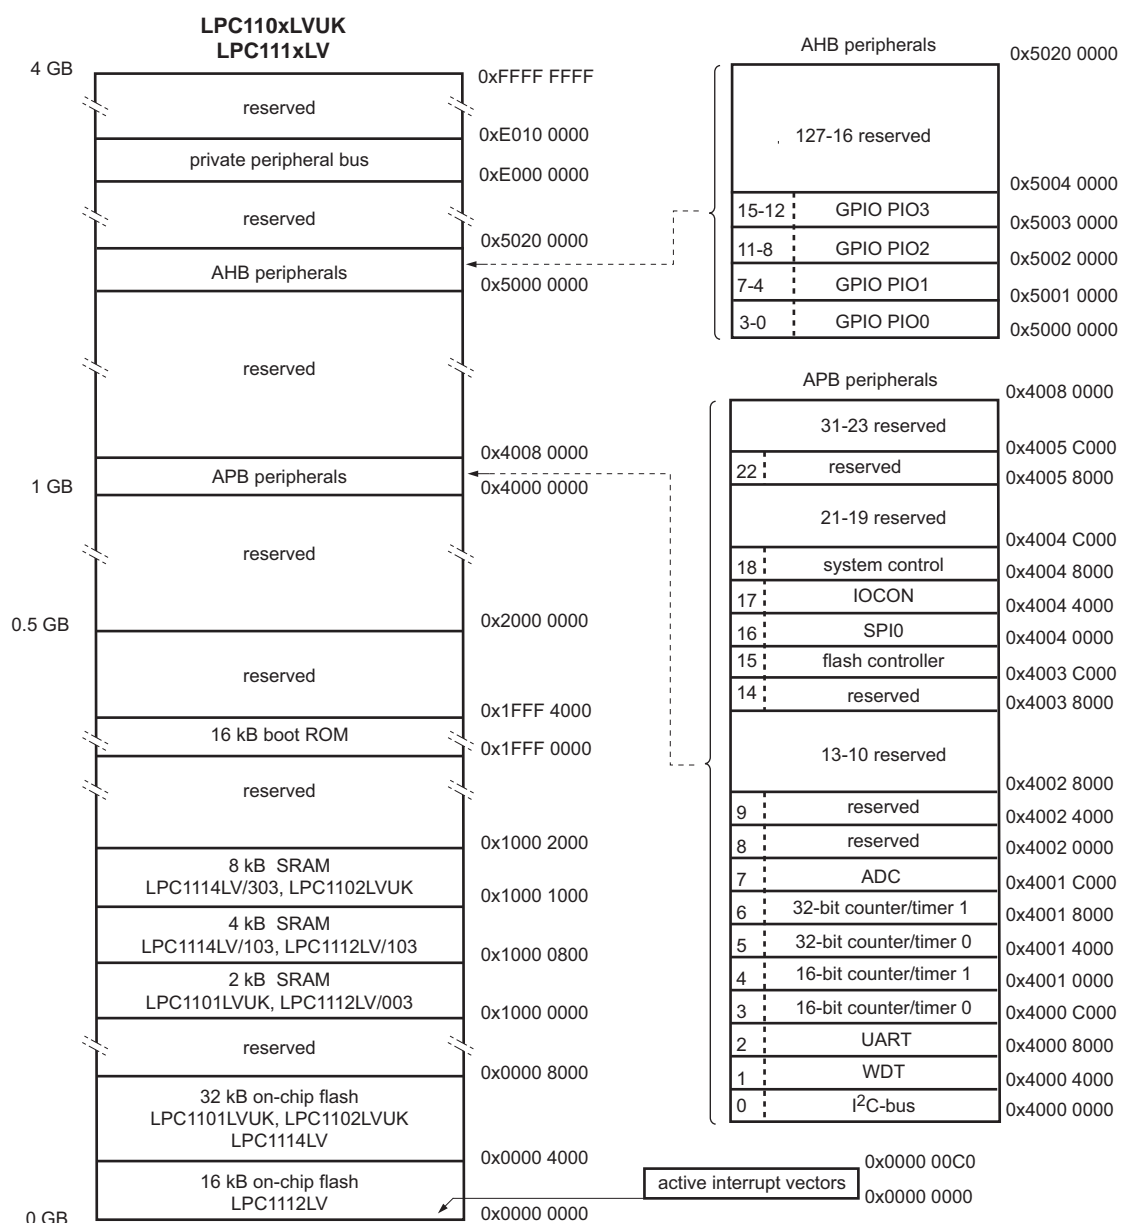 LPC110xLVUK
LPC111xLV
4 GB
0xFFFF FFFF
reserved
0xE010 0000
private peripheral bus
0xE000 0000
reserved
0x5020 0000
AHB peripherals
0x5000 0000
reserved
0x4008 0000
APB peripherals
1 GB
0x4000 0000
reserved
0.5 GB
0x2000 0000
reserved
0x1FFF 4000
16 kB boot ROM
0x1FFF 0000
reserved
0x1000 2000
8 kB SRAM
LPC1114LV/303, LPC1102LVUK
0x1000 1000
4 kB SRAM
LPC1114LV/103, LPC1112LV/103
0x1000 0800
2 kB SRAM
LPC1101LVUK, LPC1112LV/003
0x1000 0000
reserved
0x0000 8000
32 kB on-chip flash
LPC1101LVUK, LPC1102LVUK
LPC1114LV
0x0000 4000
16 kB on-chip flash
LPC1112LV
0 GB
0x0000 0000
AHB peripherals
0x5020 0000
127-16 reserved
0x5004 0000
15-12 GPIO PIO3
0x5003 0000
11-8 GPIO PIO2
0x5002 0000
7-4 GPIO PIO1
0x5001 0000
3-0 GPIO PIO0
0x5000 0000
APB peripherals
0x4008 0000
31-23 reserved
0x4005 C000
22 reserved
0x4005 8000
21-19 reserved
0x4004 C000
18 system control
0x4004 8000
17 IOCON
0x4004 4000
16 SPI0
0x4004 0000
15 flash controller
0x4003 C000
14 reserved
0x4003 8000
13-10 reserved
0x4002 8000
9 reserved
0x4002 4000
8 reserved
0x4002 0000
7 ADC
0x4001 C000
6 32-bit counter/timer 1
0x4001 8000
5 32-bit counter/timer 0
0x4001 4000
4 16-bit counter/timer 1
0x4001 0000
3 16-bit counter/timer 0
0x4000 C000
2 UART
0x4000 8000
1 WDT
0x4000 4000
0 I2C-bus
0x4000 0000
0x0000 00C0
active interrupt vectors
0x0000 0000